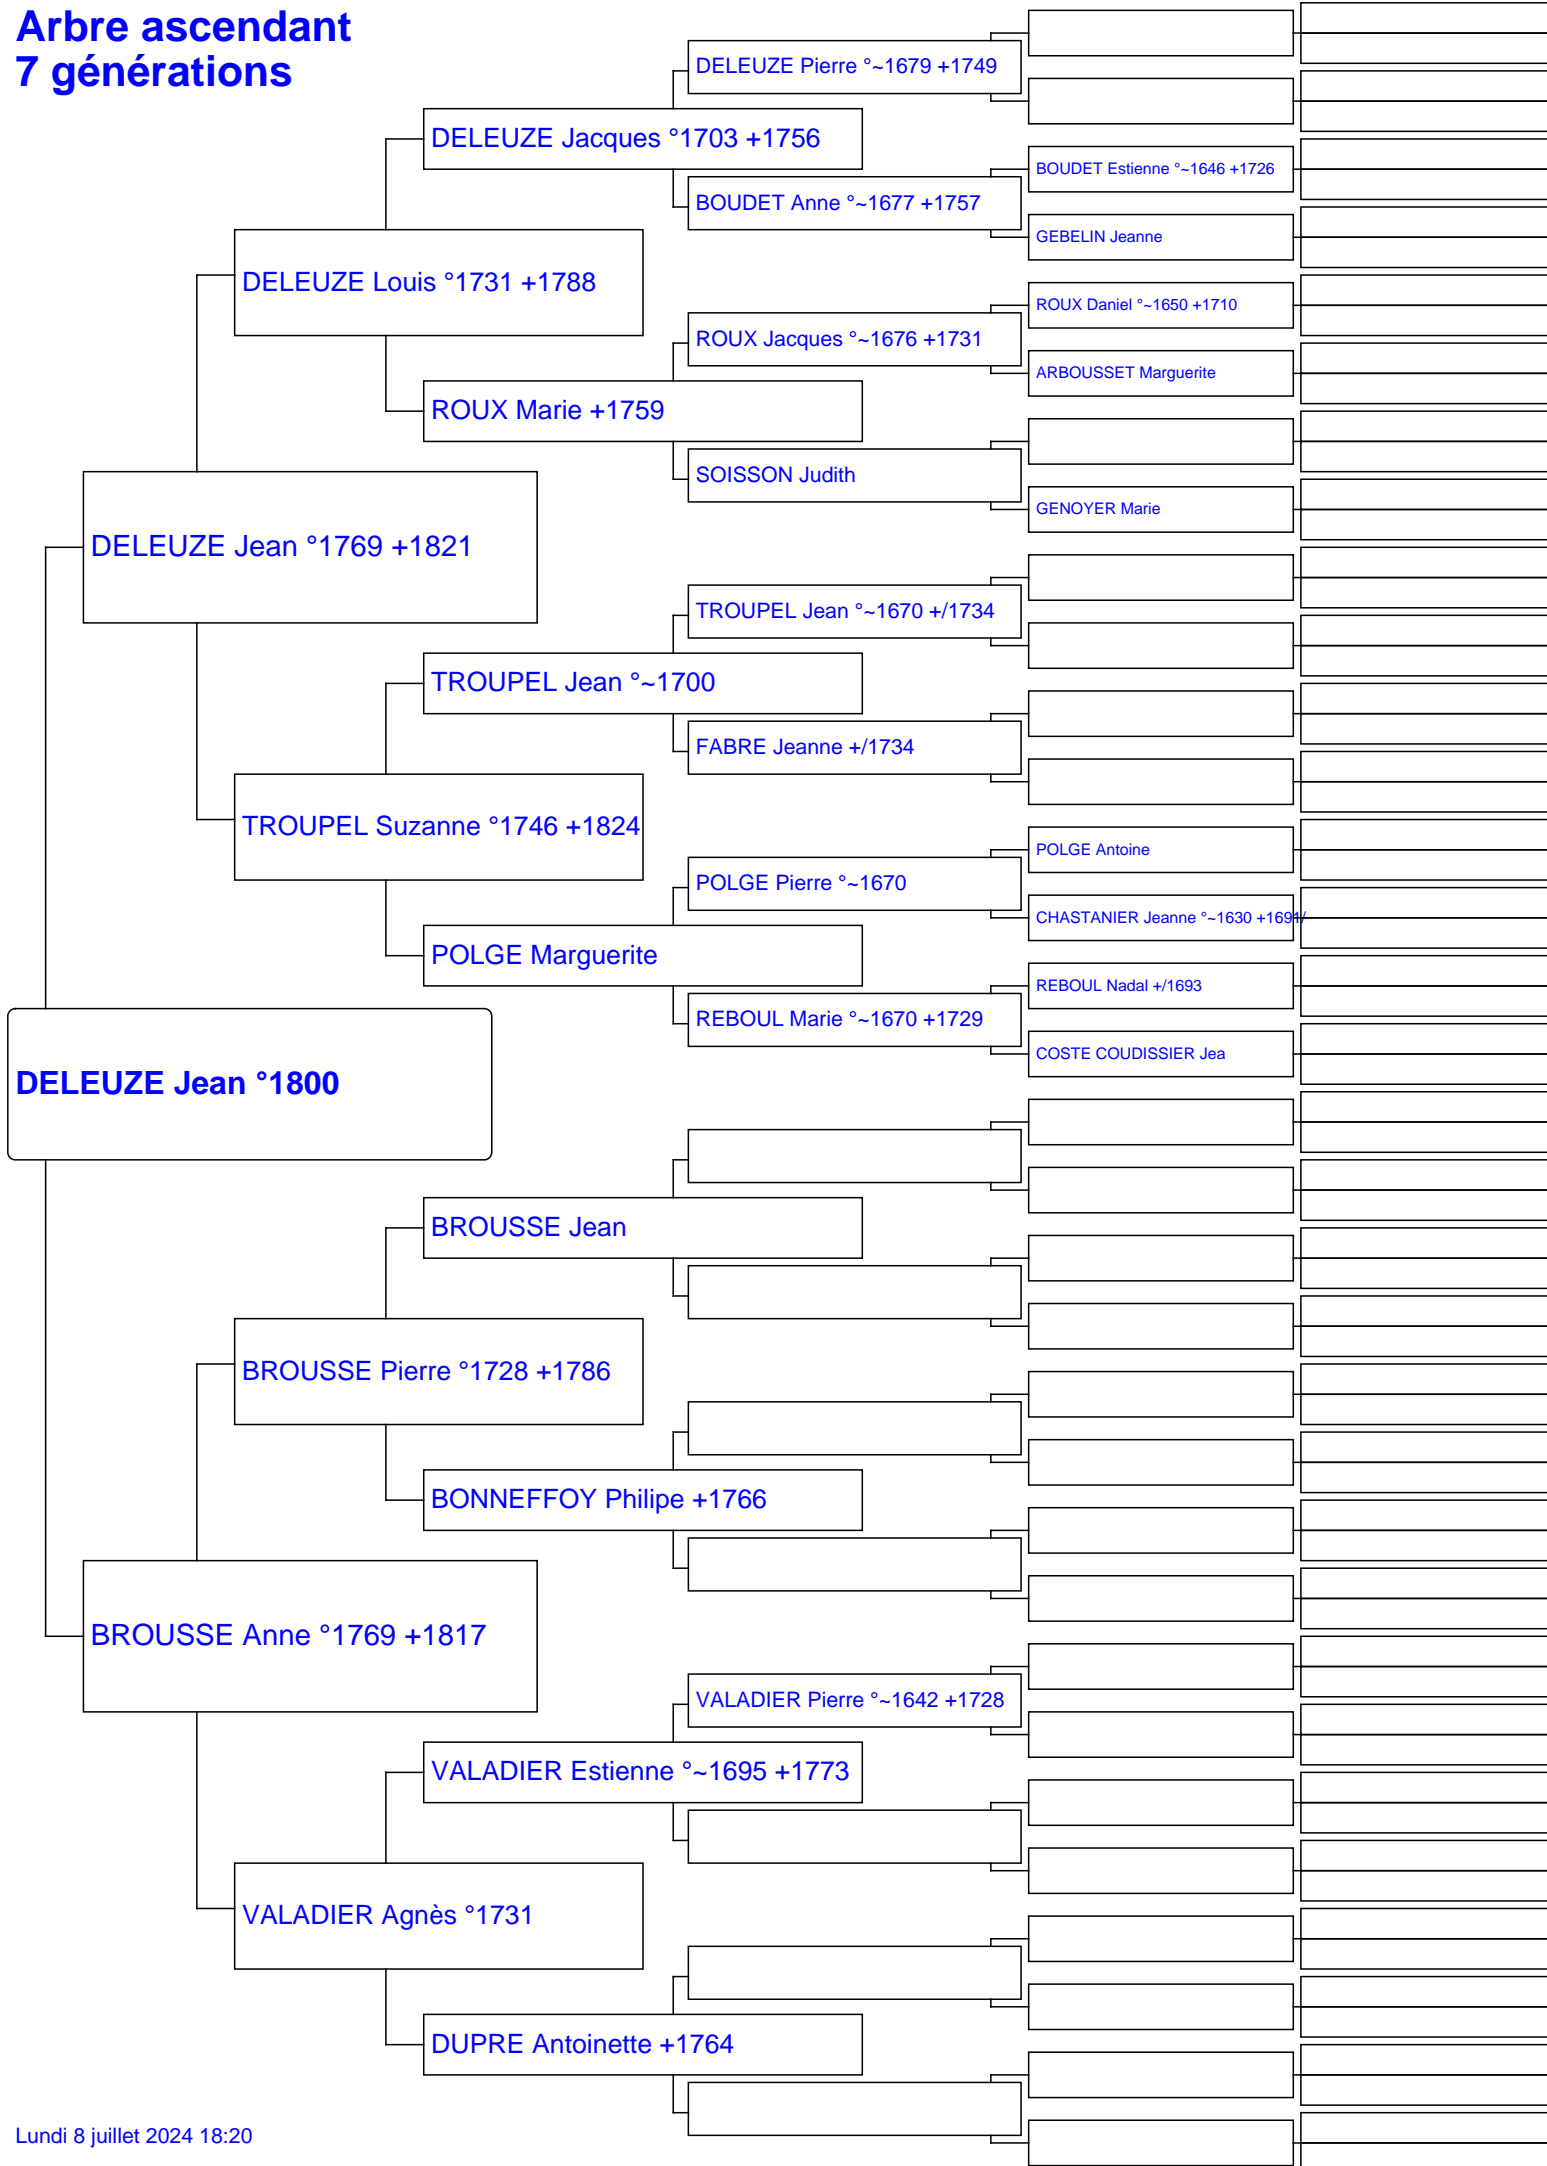 Arbre ascendant
7 générations
DELEUZE Pierre °~1679 +1749
DELEUZE Jacques °1703 +1756
BOUDET Estienne °~1646 +1726
BOUDET Anne °~1677 +1757
GEBELIN Jeanne
DELEUZE Louis °1731 +1788
ROUX Daniel °~1650 +1710
ROUX Jacques °~1676 +1731
ARBOUSSET Marguerite
ROUX Marie +1759
SOISSON Judith
GENOYER Marie
DELEUZE Jean °1769 +1821
TROUPEL Jean °~1670 +/1734
TROUPEL Jean °~1700
FABRE Jeanne +/1734
TROUPEL Suzanne °1746 +1824
POLGE Antoine
POLGE Pierre °~1670
CHASTANIER Jeanne °~1630 +1691/
POLGE Marguerite
REBOUL Nadal +/1693
REBOUL Marie °~1670 +1729
COSTE COUDISSIER Jea
DELEUZE Jean °1800
BROUSSE Jean
BROUSSE Pierre °1728 +1786
BONNEFFOY Philipe +1766
BROUSSE Anne °1769 +1817
VALADIER Pierre °~1642 +1728
VALADIER Estienne °~1695 +1773
VALADIER Agnès °1731
DUPRE Antoinette +1764
Lundi 8 juillet 2024 18:20